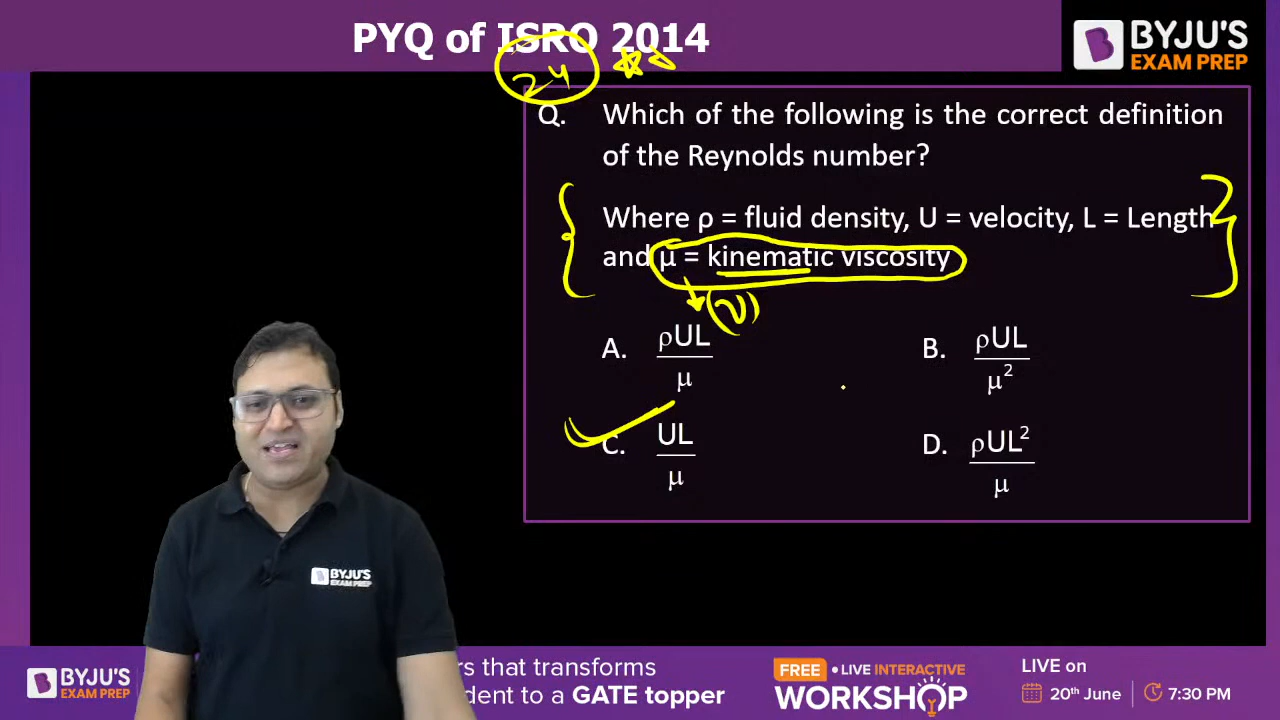 PYQ of ISRO 2014
BYJU'S
EXAM PREP
24
Q. Which of the following is the correct definition
of the Reynolds number?
Where ρ = fluid density, U = velocity, L = Length
and μ = kinematic viscosity
(ν)
A. ρUL/μ
B. ρUL/μ²
C. UL/μ
D. ρUL²/μ
BYJU'S
EXAM PREP
BYJU'S
EXAM PREP
rs that transforms
dent to a GATE topper
FREE • LIVE INTERACTIVE
WORKSHOP
LIVE on
20th June | 7:30 PM